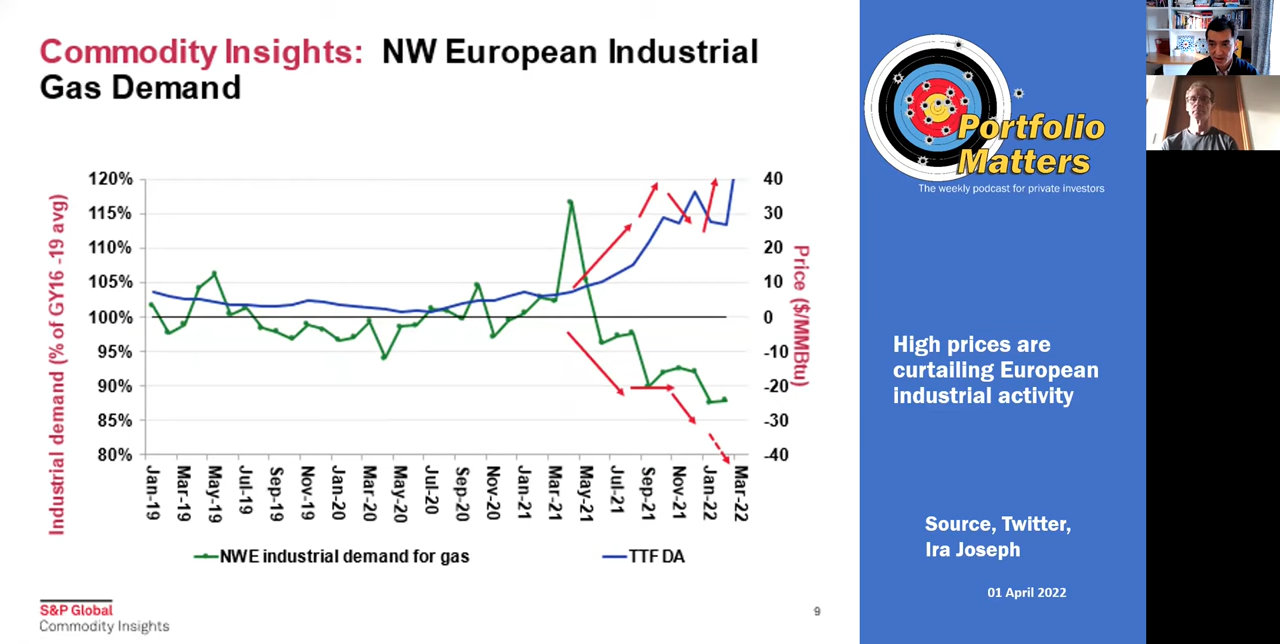 Commodity Insights: NW European Industrial
Gas Demand
Industrial demand (% of GY16 -19 avg)
120%
115%
110%
105%
100%
95%
90%
85%
80%
40
30
20
10
0
-10
-20
-30
-40
Price ($/MMBtu)
Jan-19
Mar-19
May-19
Jul-19
Sep-19
Nov-19
Jan-20
Mar-20
May-20
Jul-20
Sep-20
Nov-20
Jan-21
Mar-21
May-21
Jul-21
Sep-21
Nov-21
Jan-22
Mar-22
NWE industrial demand for gas
TTF DA
S&P Global
Commodity Insights
9
Portfolio
Matters
The weekly podcast for private investors
High prices are
curtailing European
industrial activity
Source, Twitter,
Ira Joseph
01 April 2022